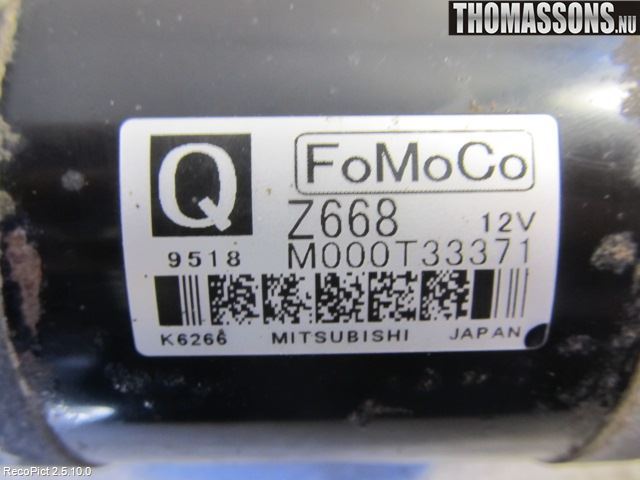 THOMASSONS.NU
Q
FoMoCo
Z668 12V
9518 M000T33371
K6266 MITSUBISHI JAPAN
RecoPict 2.5.10.0